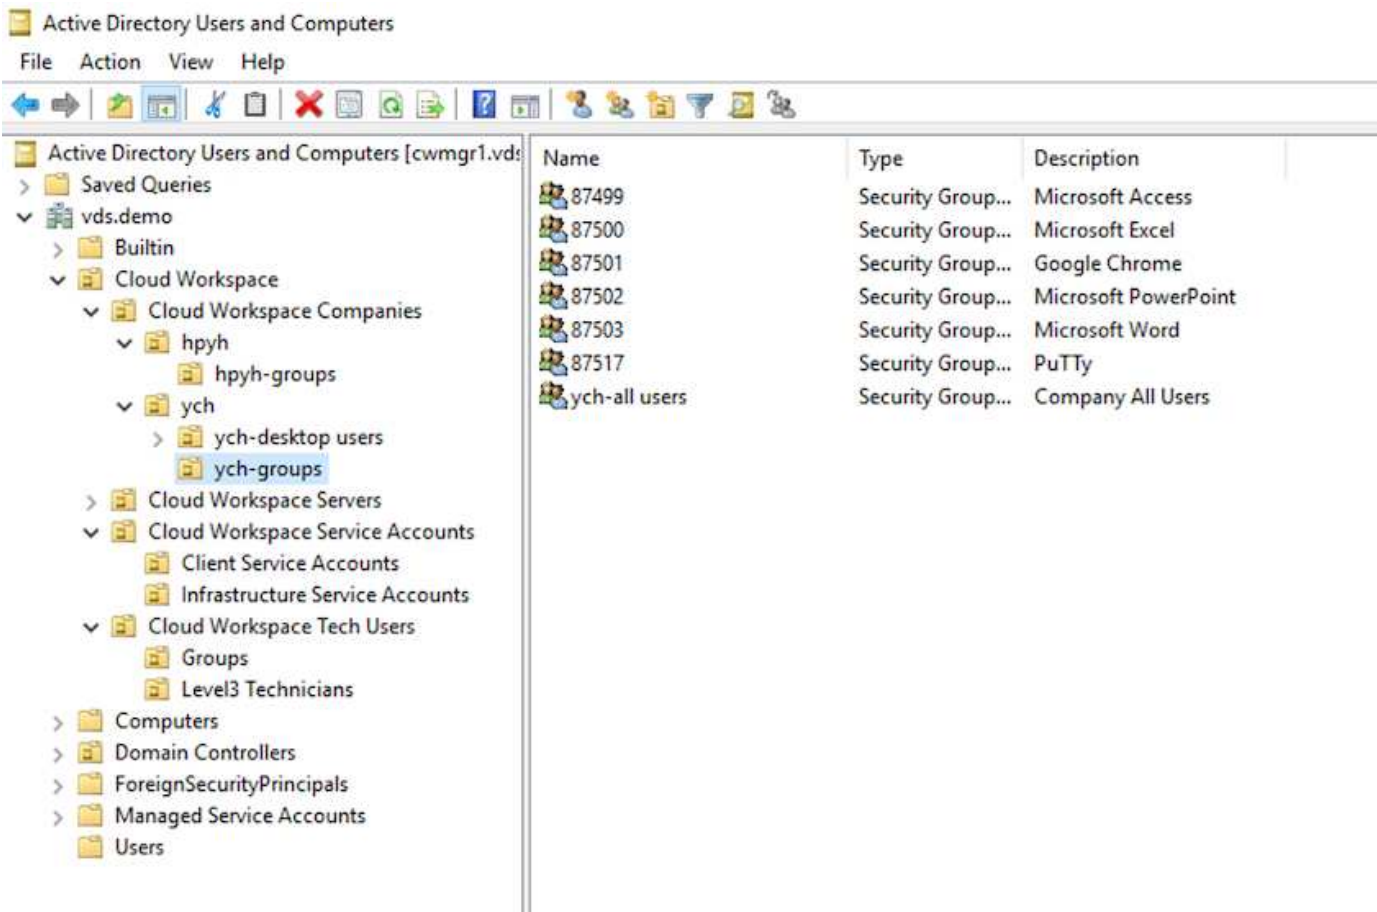 Active Directory Users and Computers
File Action View Help
Active Directory Users and Computers [cwmgr1.vds
Saved Queries
vds.demo
Builtin
Cloud Workspace
Cloud Workspace Companies
hpyh
hpyh-groups
ych
ych-desktop users
ych-groups
Cloud Workspace Servers
Cloud Workspace Service Accounts
Client Service Accounts
Infrastructure Service Accounts
Cloud Workspace Tech Users
Groups
Level3 Technicians
Computers
Domain Controllers
ForeignSecurityPrincipals
Managed Service Accounts
Users
Name Type Description
87499 Security Group... Microsoft Access
87500 Security Group... Microsoft Excel
87501 Security Group... Google Chrome
87502 Security Group... Microsoft PowerPoint
87503 Security Group... Microsoft Word
87517 Security Group... PuTTy
ych-all users Security Group... Company All Users